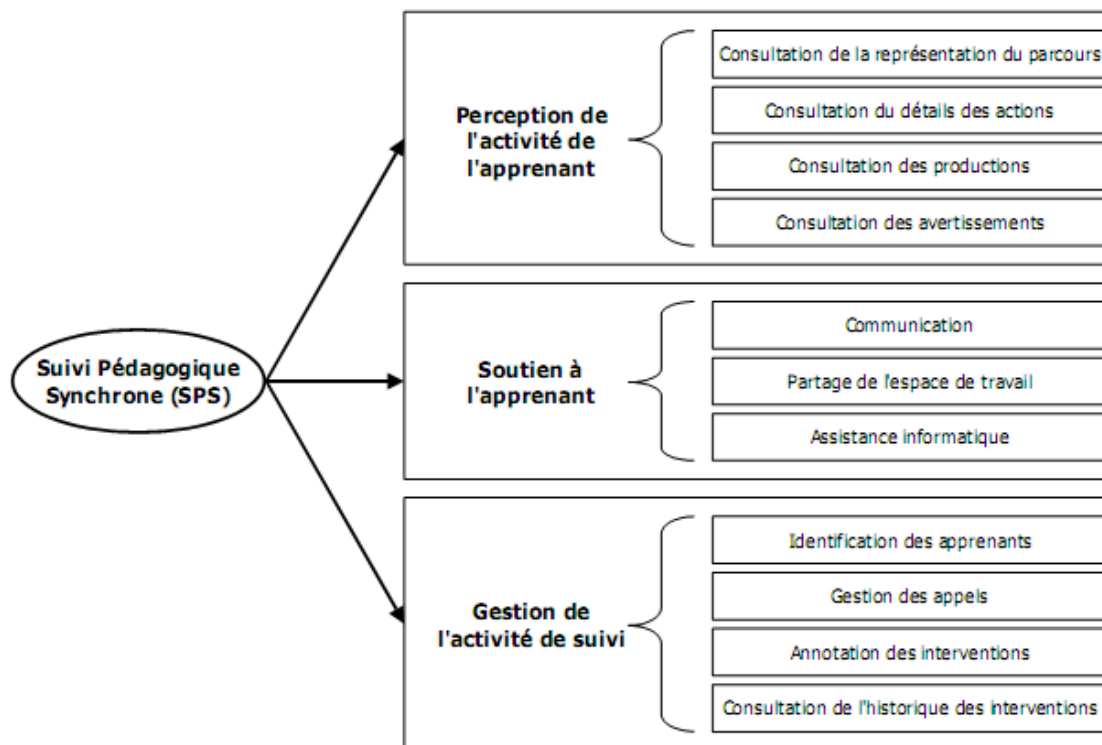 Suivi Pédagogique
Synchrone (SPS)
Perception de
l'activité de
l'apprenant
Consultation de la représentation du parcours
Consultation du détails des actions
Consultation des productions
Consultation des avertissements
Soutien à
l'apprenant
Communication
Partage de l'espace de travail
Assistance informatique
Gestion de
l'activité de suivi
Identification des apprenants
Gestion des appels
Annotation des interventions
Consultation de l'historique des interventions